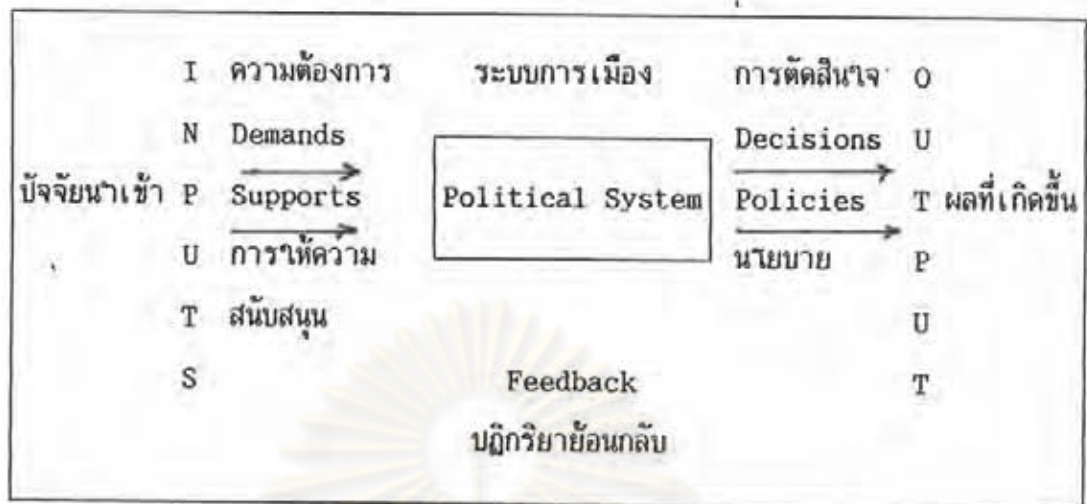 I ความต้องการ ระบบการเมือง การตัดสินใจ O
N Demands Decisions U
ปัจจัยนำเข้า P Supports Political System Policies T ผลที่เกิดขึ้น
U การให้ความ นโยบาย P
T สนับสนุน U
S Feedback T
ปฏิกริยาย้อนกลับ